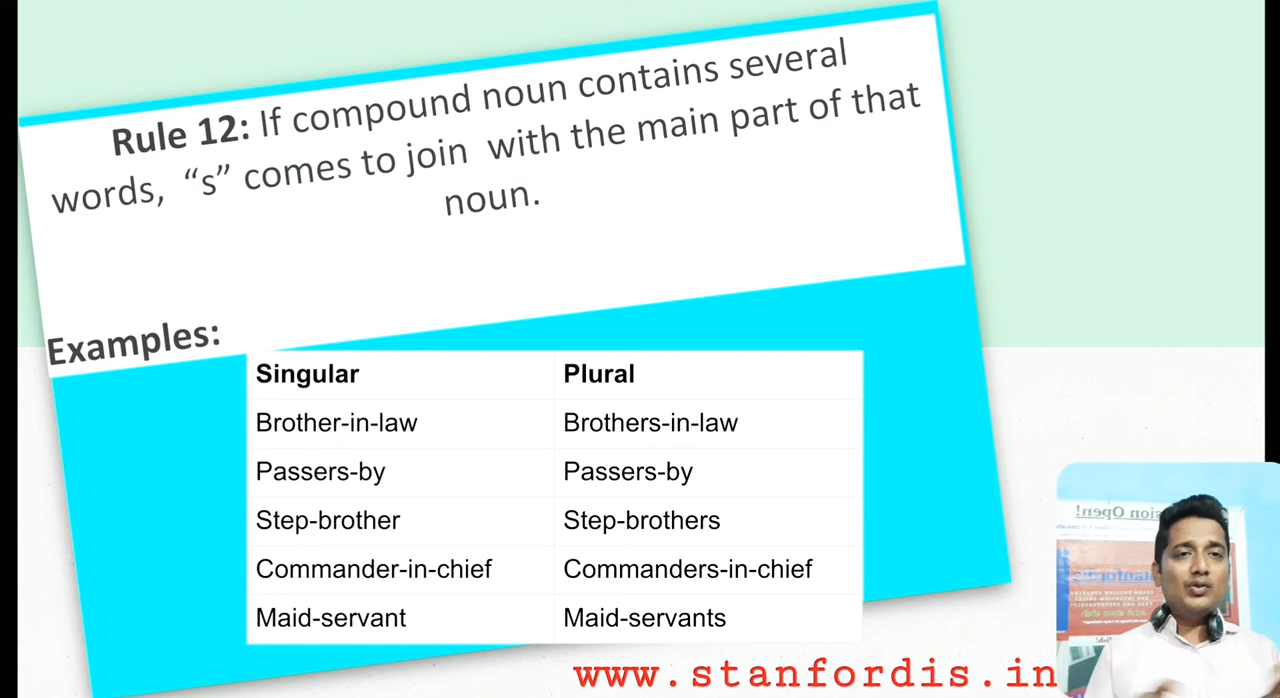 Rule 12: If compound noun contains several
words, “s” comes to join with the main part of that
noun.
Examples:
Singular Plural
Brother-in-law Brothers-in-law
Passers-by Passers-by
Step-brother Step-brothers
Commander-in-chief Commanders-in-chief
Maid-servant Maid-servants
www.stanfordis.in